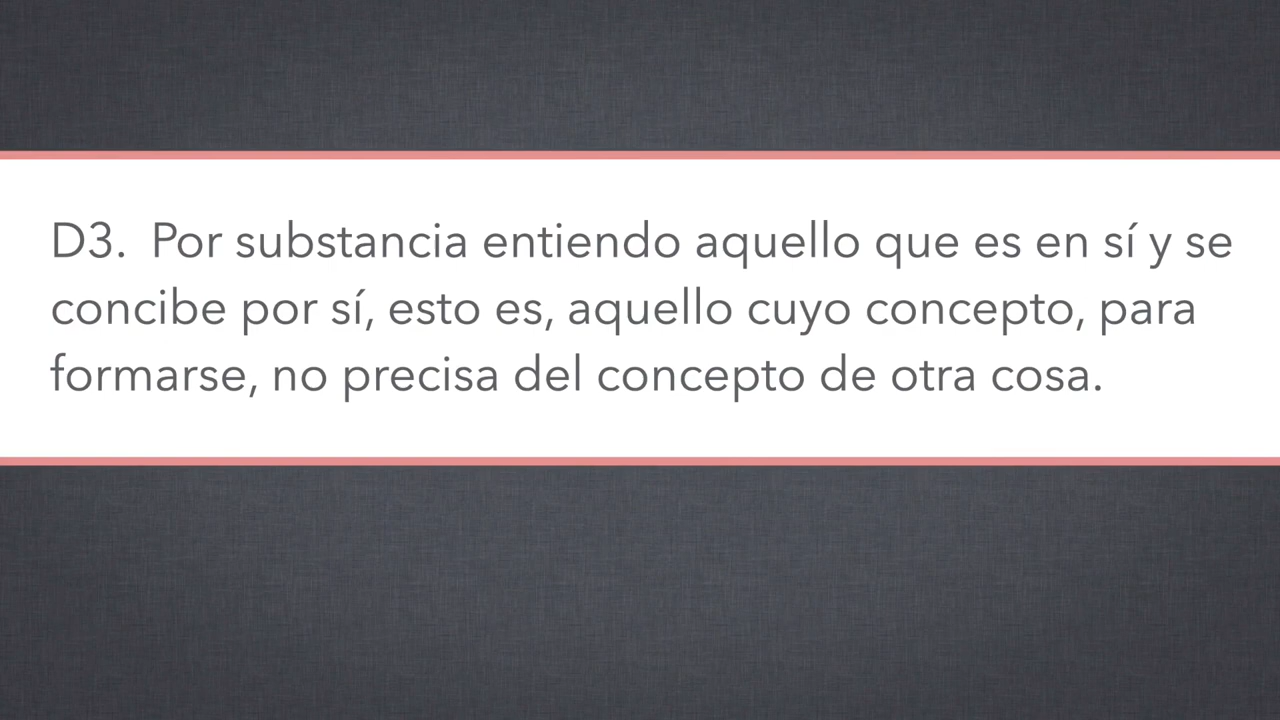 D3. Por substancia entiendo aquello que es en sí y se
concibe por sí, esto es, aquello cuyo concepto, para
formarse, no precisa del concepto de otra cosa.